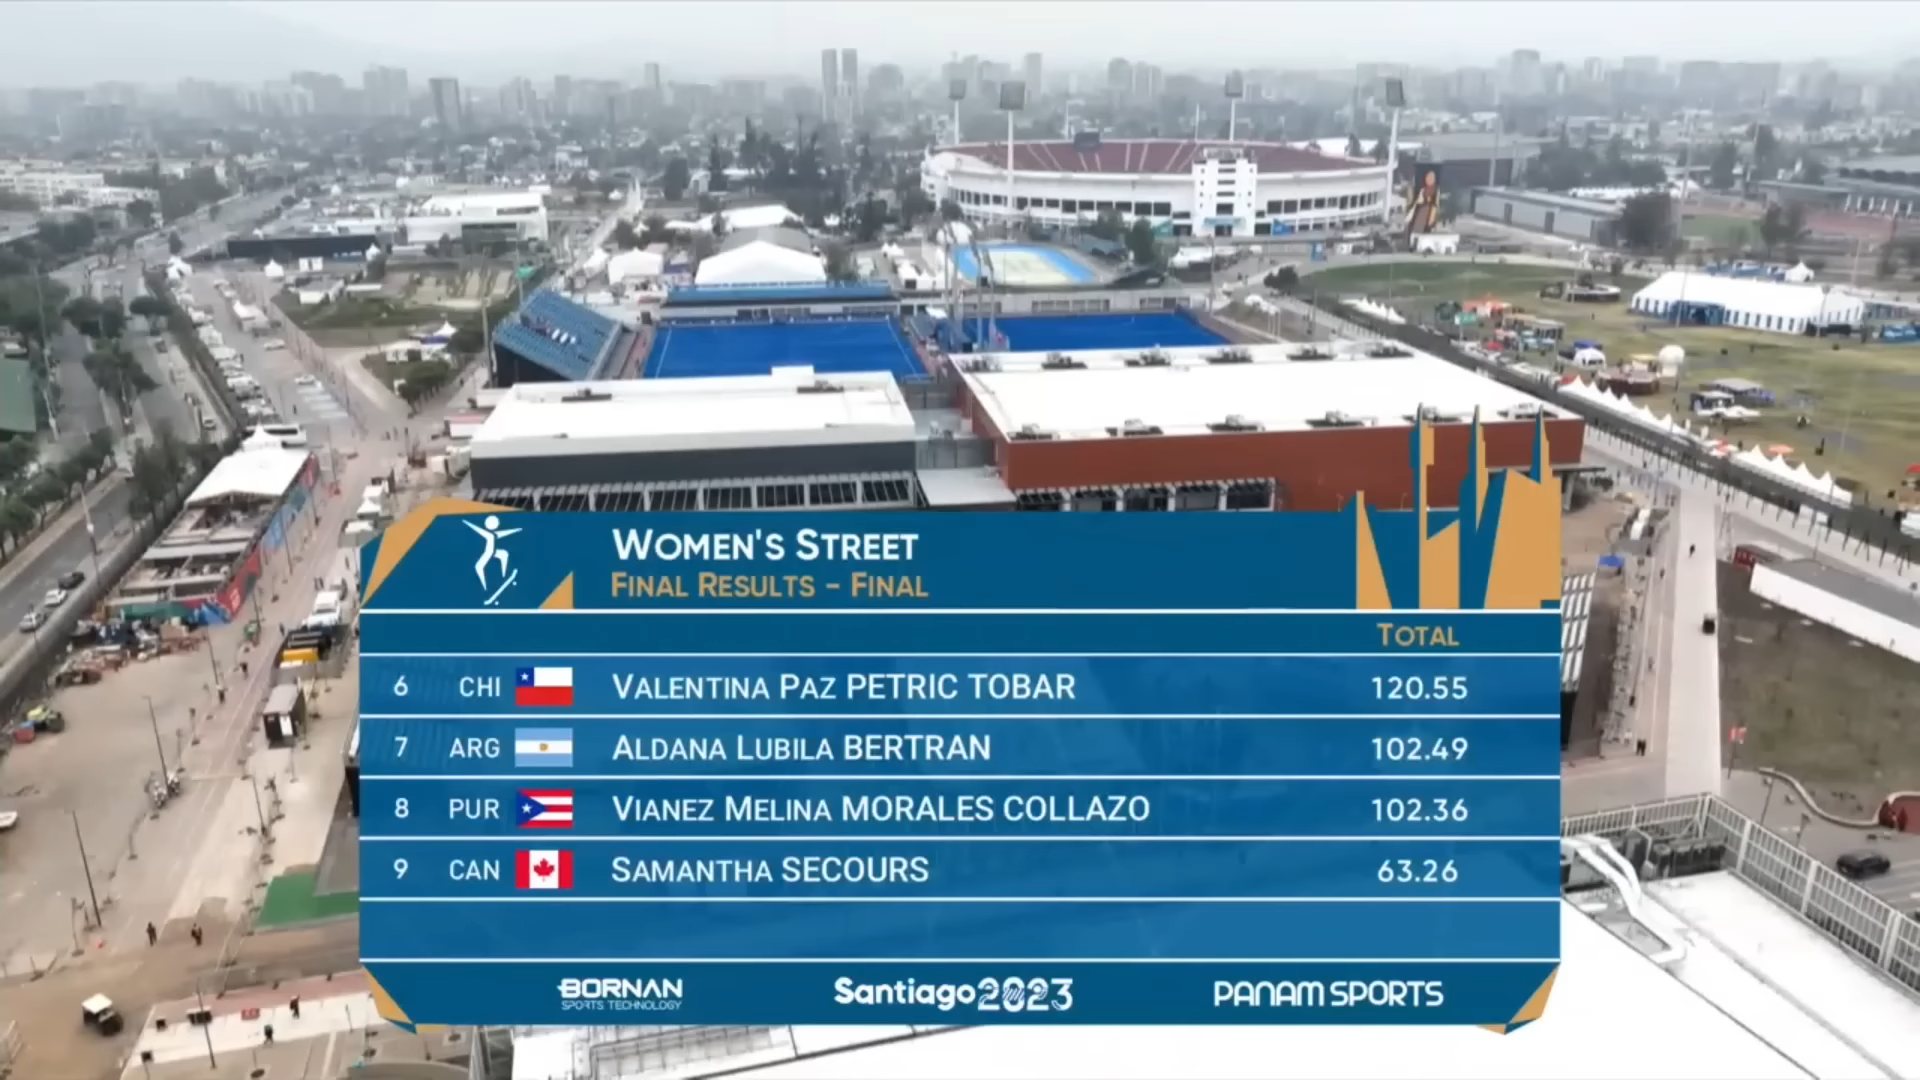 WOMEN'S STREET
FINAL RESULTS - FINAL
TOTAL
6 CHI VALENTINA PAZ PETRIC TOBAR 120.55
7 ARG ALDANA LUBILA BERTRAN 102.49
8 PUR VIANEZ MELINA MORALES COLLAZO 102.36
9 CAN SAMANTHA SECOURS 63.26
BORNAN SPORTS TECHNOLOGY Santiago2023 PANAM SPORTS